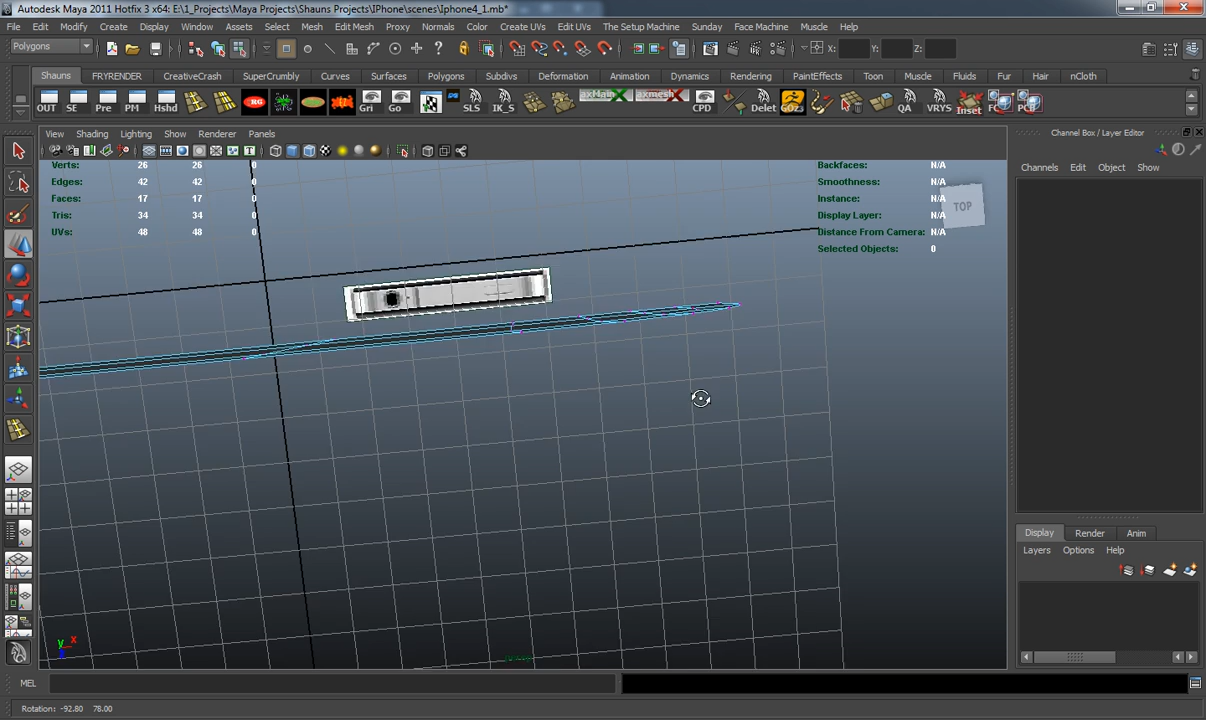 Autodesk Maya 2011 Hotfix 3 x64: E:\1_Projects\Maya Projects\Shauns Projects\IPhone\scenes\Iphone4_1.mb*
File Edit Modify Create Display Window Assets Select Mesh Edit Mesh Proxy Normals Color Create UVs Edit UVs The Setup Machine Sunday Face Machine Muscle Help
Polygons X: Y: Z:
Shauns FRYRENDER CreativeCrash SuperCrumbly Curves Surfaces Polygons Subdivs Deformation Animation Dynamics Rendering PaintEffects Toon Muscle Fluids Fur Hair nCloth
OUT SE Pre PM Hshd Gri Go SLS IK_S axMain axmesh CPD Delet GOz3 QA VRYS Inset FC PCB
View Shading Lighting Show Renderer Panels
Channel Box / Layer Editor
Channels Edit Object Show
Verts: 26 26 0
Edges: 42 42 0
Faces: 17 17 0
Tris: 34 34 0
UVs: 48 48 0
Backfaces: N/A
Smoothness: N/A
Instance: N/A
Display Layer: N/A
Distance From Camera: N/A
Selected Objects: 0
TOP
Display Render Anim
Layers Options Help
y x
MEL
Rotation: -92.80 78.00